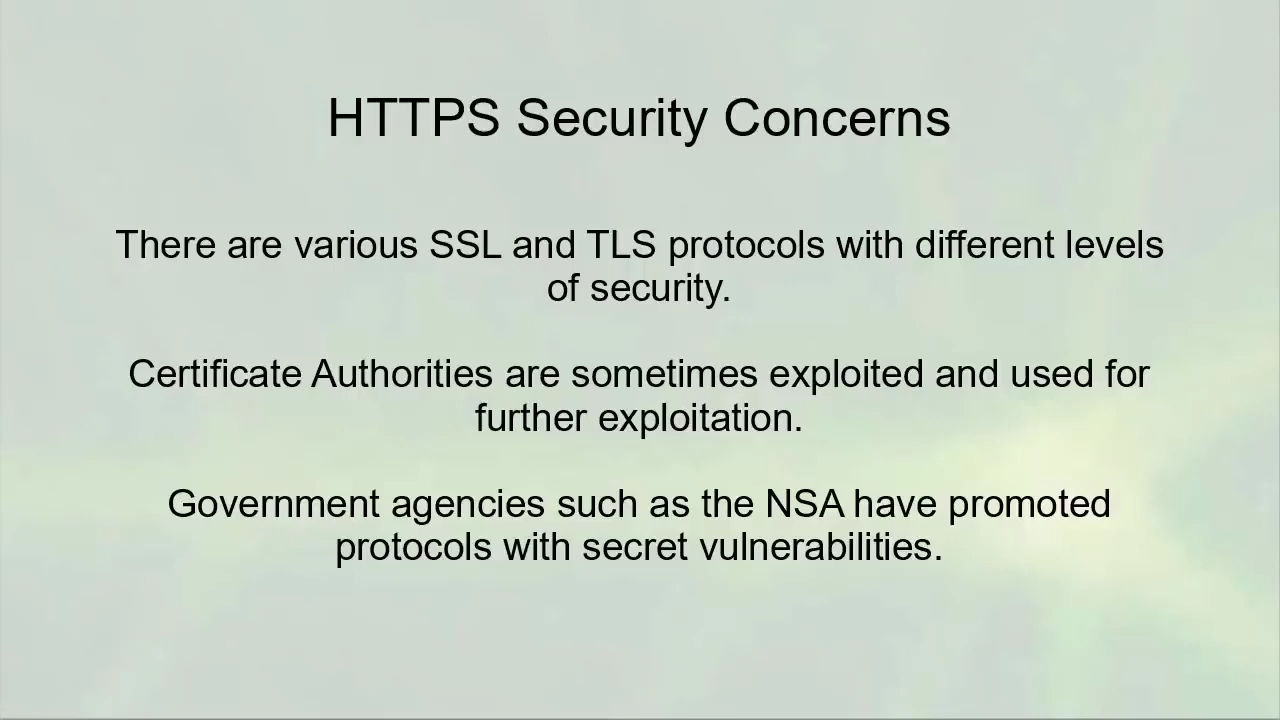 HTTPS Security Concerns
There are various SSL and TLS protocols with different levels
of security.
Certificate Authorities are sometimes exploited and used for
further exploitation.
Government agencies such as the NSA have promoted
protocols with secret vulnerabilities.